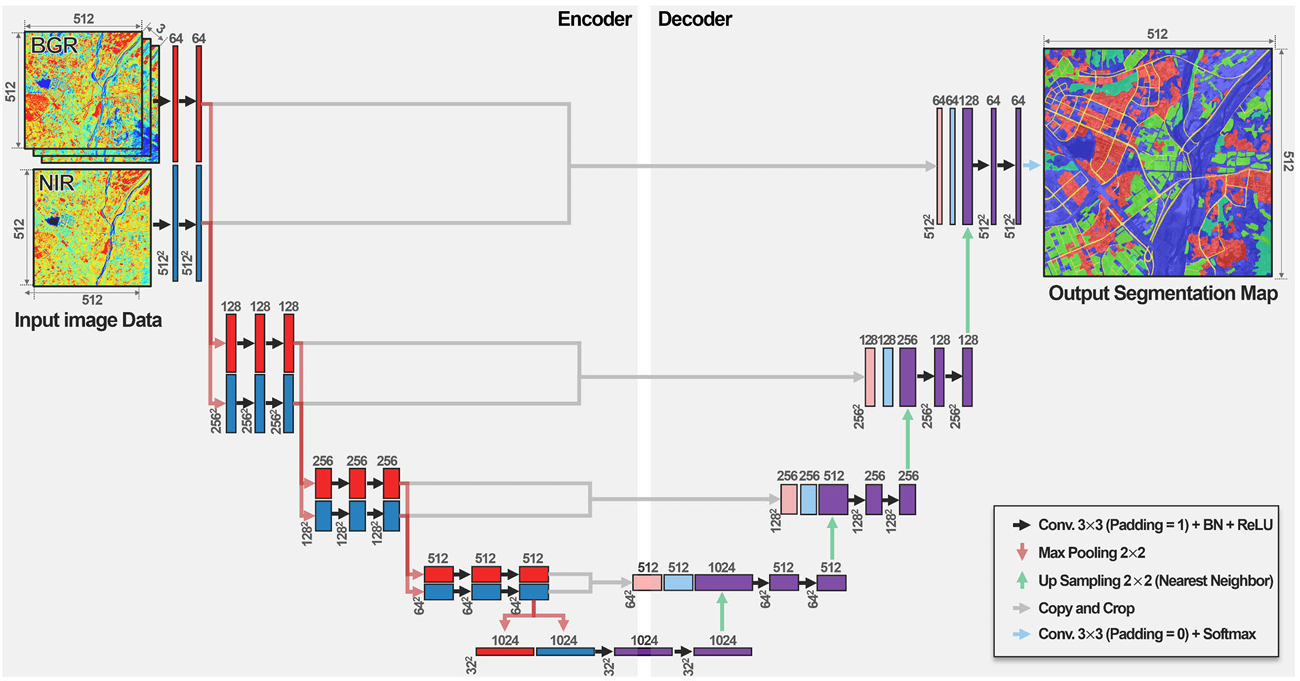 Encoder Decoder
512
3
BGR
64 64
512
NIR
512
512² 512²
512
Input image Data
64 64 128 64 64
512² 512² 512²
512
512
Output Segmentation Map
128 128 128
256² 256² 256²
128 128 256 128 128
256² 256² 256²
256 256 256
128² 128² 128²
256 256 512 256 256
128² 128² 128²
512 512 512
64² 64² 64²
512 512 1024 512 512
64² 64² 64²
1024 1024 1024 1024
32² 32² 32²
Conv. 3×3 (Padding = 1) + BN + ReLU
Max Pooling 2×2
Up Sampling 2×2 (Nearest Neighbor)
Copy and Crop
Conv. 3×3 (Padding = 0) + Softmax